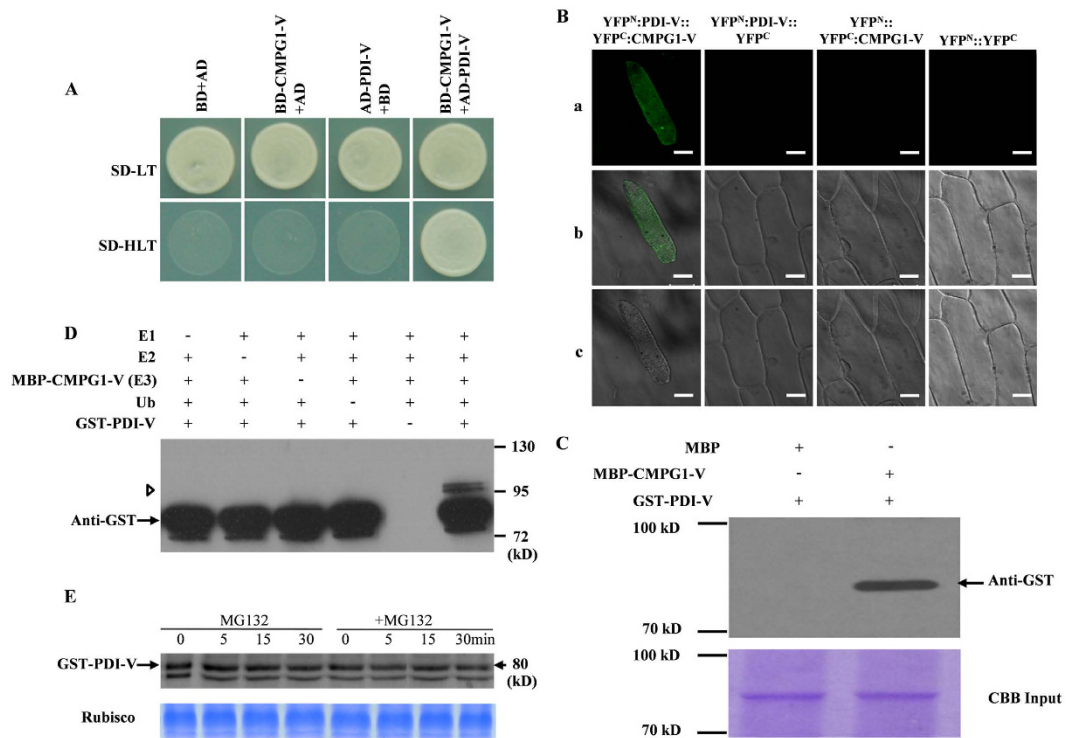 A
BD+AD
BD-CMPG1-V
+AD
AD-PDI-V
+BD
BD-CMPG1-V
+AD-PDI-V
SD-LT
SD-HLT
B
YFPᴺ:PDI-V::
YFPᶜ:CMPG1-V
YFPᴺ:PDI-V::
YFPᶜ
YFPᴺ::
YFPᶜ:CMPG1-V
YFPᴺ::YFPᶜ
a
b
c
D
E1 - + + + + +
E2 + - + + + +
MBP-CMPG1-V (E3) + + - + + +
Ub + + + - + +
GST-PDI-V + + + + - +
130
95
Anti-GST
72
(kD)
C
MBP + -
MBP-CMPG1-V - +
GST-PDI-V + +
100 kD
Anti-GST
70 kD
100 kD
CBB Input
70 kD
E
MG132 +MG132
0 5 15 30 0 5 15 30min
GST-PDI-V 80
(kD)
Rubisco